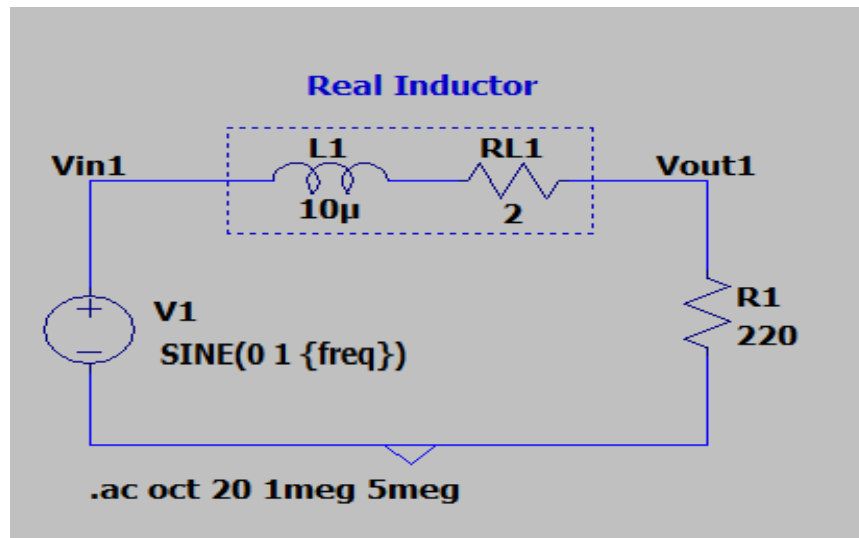 Real Inductor
L1 RL1
Vin1 Vout1
10µ 2
V1 R1
220
SINE(0 1 {freq})
.ac oct 20 1meg 5meg